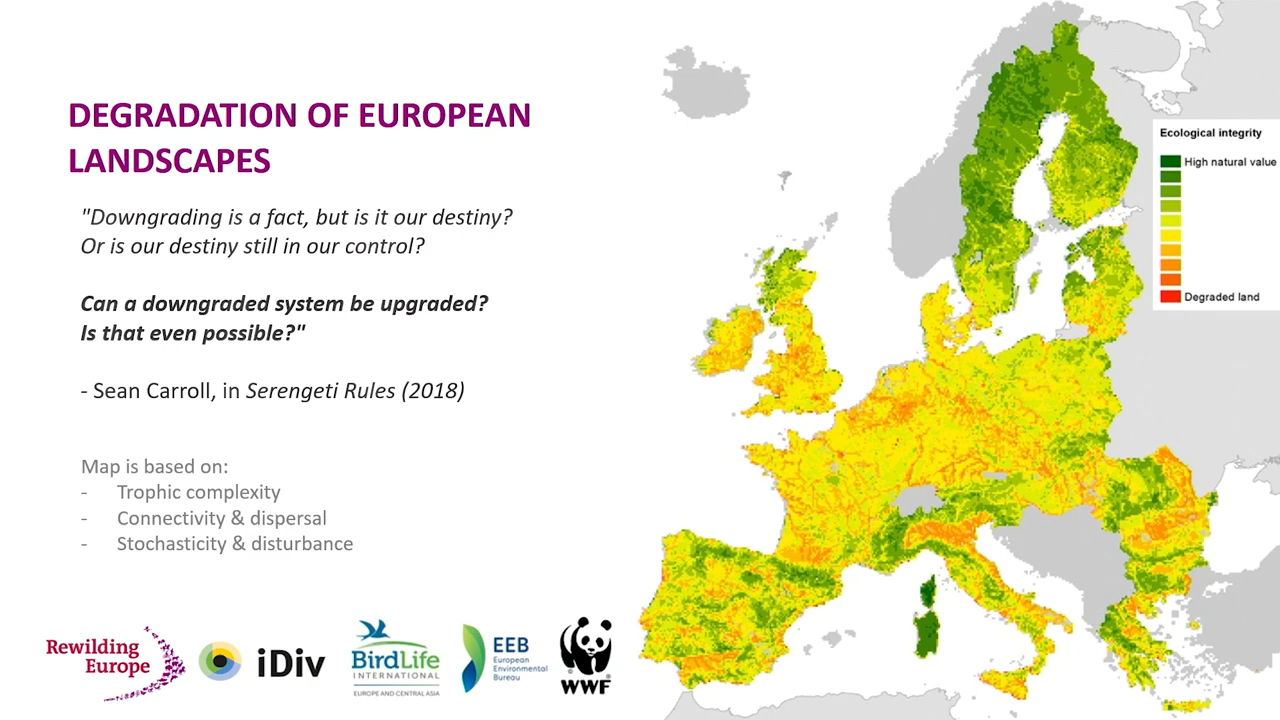 DEGRADATION OF EUROPEAN
LANDSCAPES
"Downgrading is a fact, but is it our destiny?
Or is our destiny still in our control?
Can a downgraded system be upgraded?
Is that even possible?"
- Sean Carroll, in Serengeti Rules (2018)
Map is based on:
- Trophic complexity
- Connectivity & dispersal
- Stochasticity & disturbance
Rewilding
Europe
iDiv
BirdLife
INTERNATIONAL
EUROPE AND CENTRAL ASIA
EEB
European
Environmental
Bureau
WWF
Ecological integrity
High natural value
Degraded land